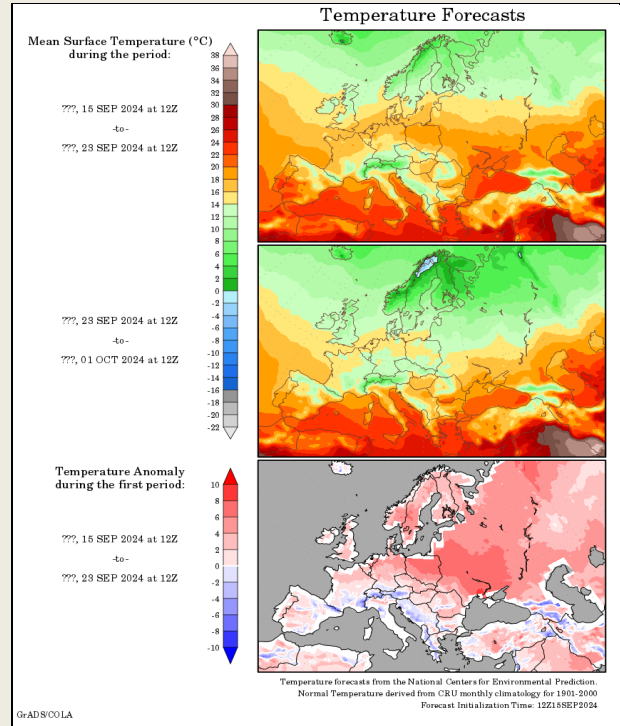 Temperature Forecasts
Mean Surface Temperature (°C)
during the period:
???, 15 SEP 2024 at 12Z
-to-
???, 23 SEP 2024 at 12Z
38
36
34
32
30
28
26
24
22
20
18
16
14
12
10
8
6
4
2
0
-2
-4
-6
-8
-10
-12
-14
-16
-18
-20
-22
???, 23 SEP 2024 at 12Z
-to-
???, 01 OCT 2024 at 12Z
Temperature Anomaly
during the first period:
???, 15 SEP 2024 at 12Z
-to-
???, 23 SEP 2024 at 12Z
10
8
6
4
2
0
-2
-4
-6
-8
-10
Temperature forecasts from the National Centers for Environmental Prediction.
Normal Temperature derived from CRU monthly climatology for 1901-2000
Forecast Initialization Time: 12Z15SEP2024
GrADS/COLA